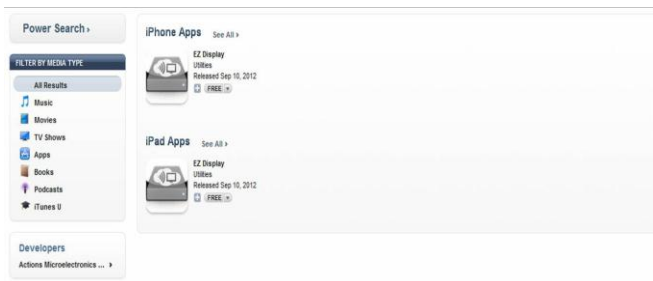 Power Search ›
FILTER BY MEDIA TYPE
All Results
Music
Movies
TV Shows
Apps
Books
Podcasts
iTunes U
Developers
Actions Microelectronics ... ›
iPhone Apps See All ›
EZ Display
Utilities
Released Sep 10, 2012
+ FREE
iPad Apps See All ›
EZ Display
Utilities
Released Sep 10, 2012
+ FREE